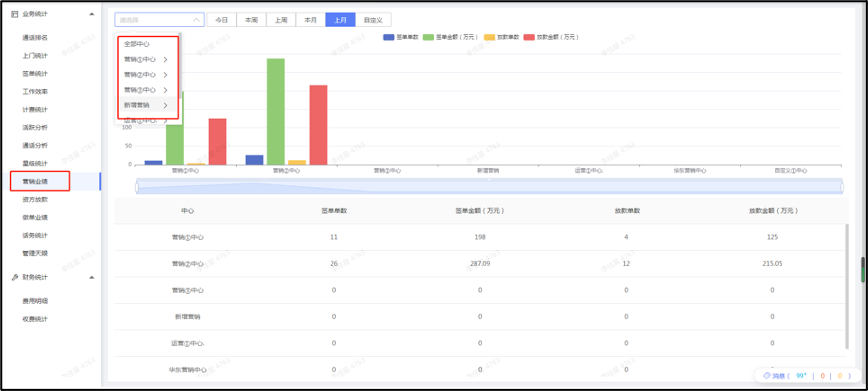 业务统计
通话排名
上门统计
签单统计
工作效率
计费统计
活跃分析
通话分析
星级统计
营销业绩
资方放款
做单业绩
话务统计
管理天眼
财务统计
费用明细
收费统计
请选择
今日 本周 上周 本月 上月 自定义
签单单数 签单金额（万元） 放款单数 放款金额（万元）
全部中心
营销①中心
营销②中心
营销③中心
新增营销
运营①中心.
100
50
0
营销①中心 营销②中心 营销③中心 新增营销 运营①中心. 华东营销中心 自定义①中心
中心 签单单数 签单金额（万元） 放款单数 放款金额（万元）
营销①中心 11 198 4 125
营销②中心 26 287.09 12 215.05
营销③中心 0 0 0 0
新增营销 0 0 0 0
运营①中心. 0 0 0 0
华东营销中心 0 0 0 0
消息（ 99+ | 0 | 0 ）